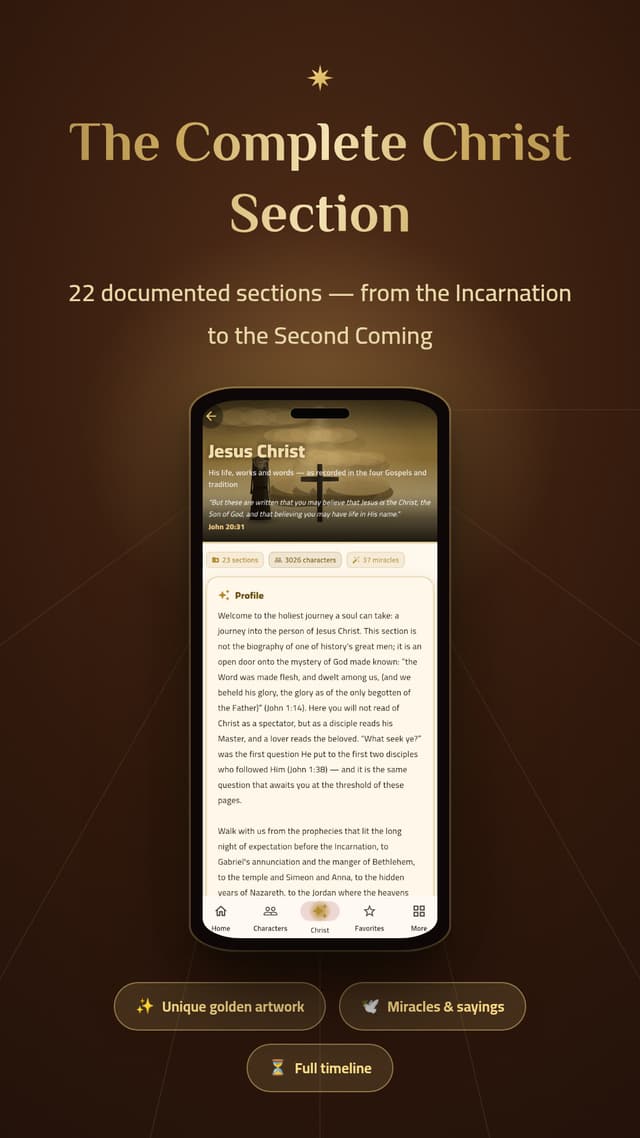 The Complete Christ
Section
22 documented sections — from the Incarnation
to the Second Coming
Jesus Christ
His life, works and words — as recorded in the four Gospels and
tradition
"But these are written that you may believe that Jesus is the Christ, the
Son of God, and that believing you may have life in His name."
John 20:31
23 sections
3026 characters
37 miracles
Profile
Welcome to the holiest journey a soul can take: a
journey into the person of Jesus Christ. This section is
not the biography of one of history's great men; it is an
open door onto the mystery of God made known: "the
Word was made flesh, and dwelt among us, (and we
beheld his glory, the glory as of the only begotten of
the Father)" (John 1:14). Here you will not read of
Christ as a spectator, but as a disciple reads his
Master, and a lover reads the beloved. "What seek ye?"
was the first question He put to the first two disciples
who followed Him (John 1:38) — and it is the same
question that awaits you at the threshold of these
pages.
Walk with us from the prophecies that lit the long
night of expectation before the Incarnation, to
Gabriel's annunciation and the manger of Bethlehem,
to the temple and Simeon and Anna, to the hidden
years of Nazareth, to the Jordan where the heavens
Home
Characters
Christ
Favorites
More
Unique golden artwork
Miracles & sayings
Full timeline